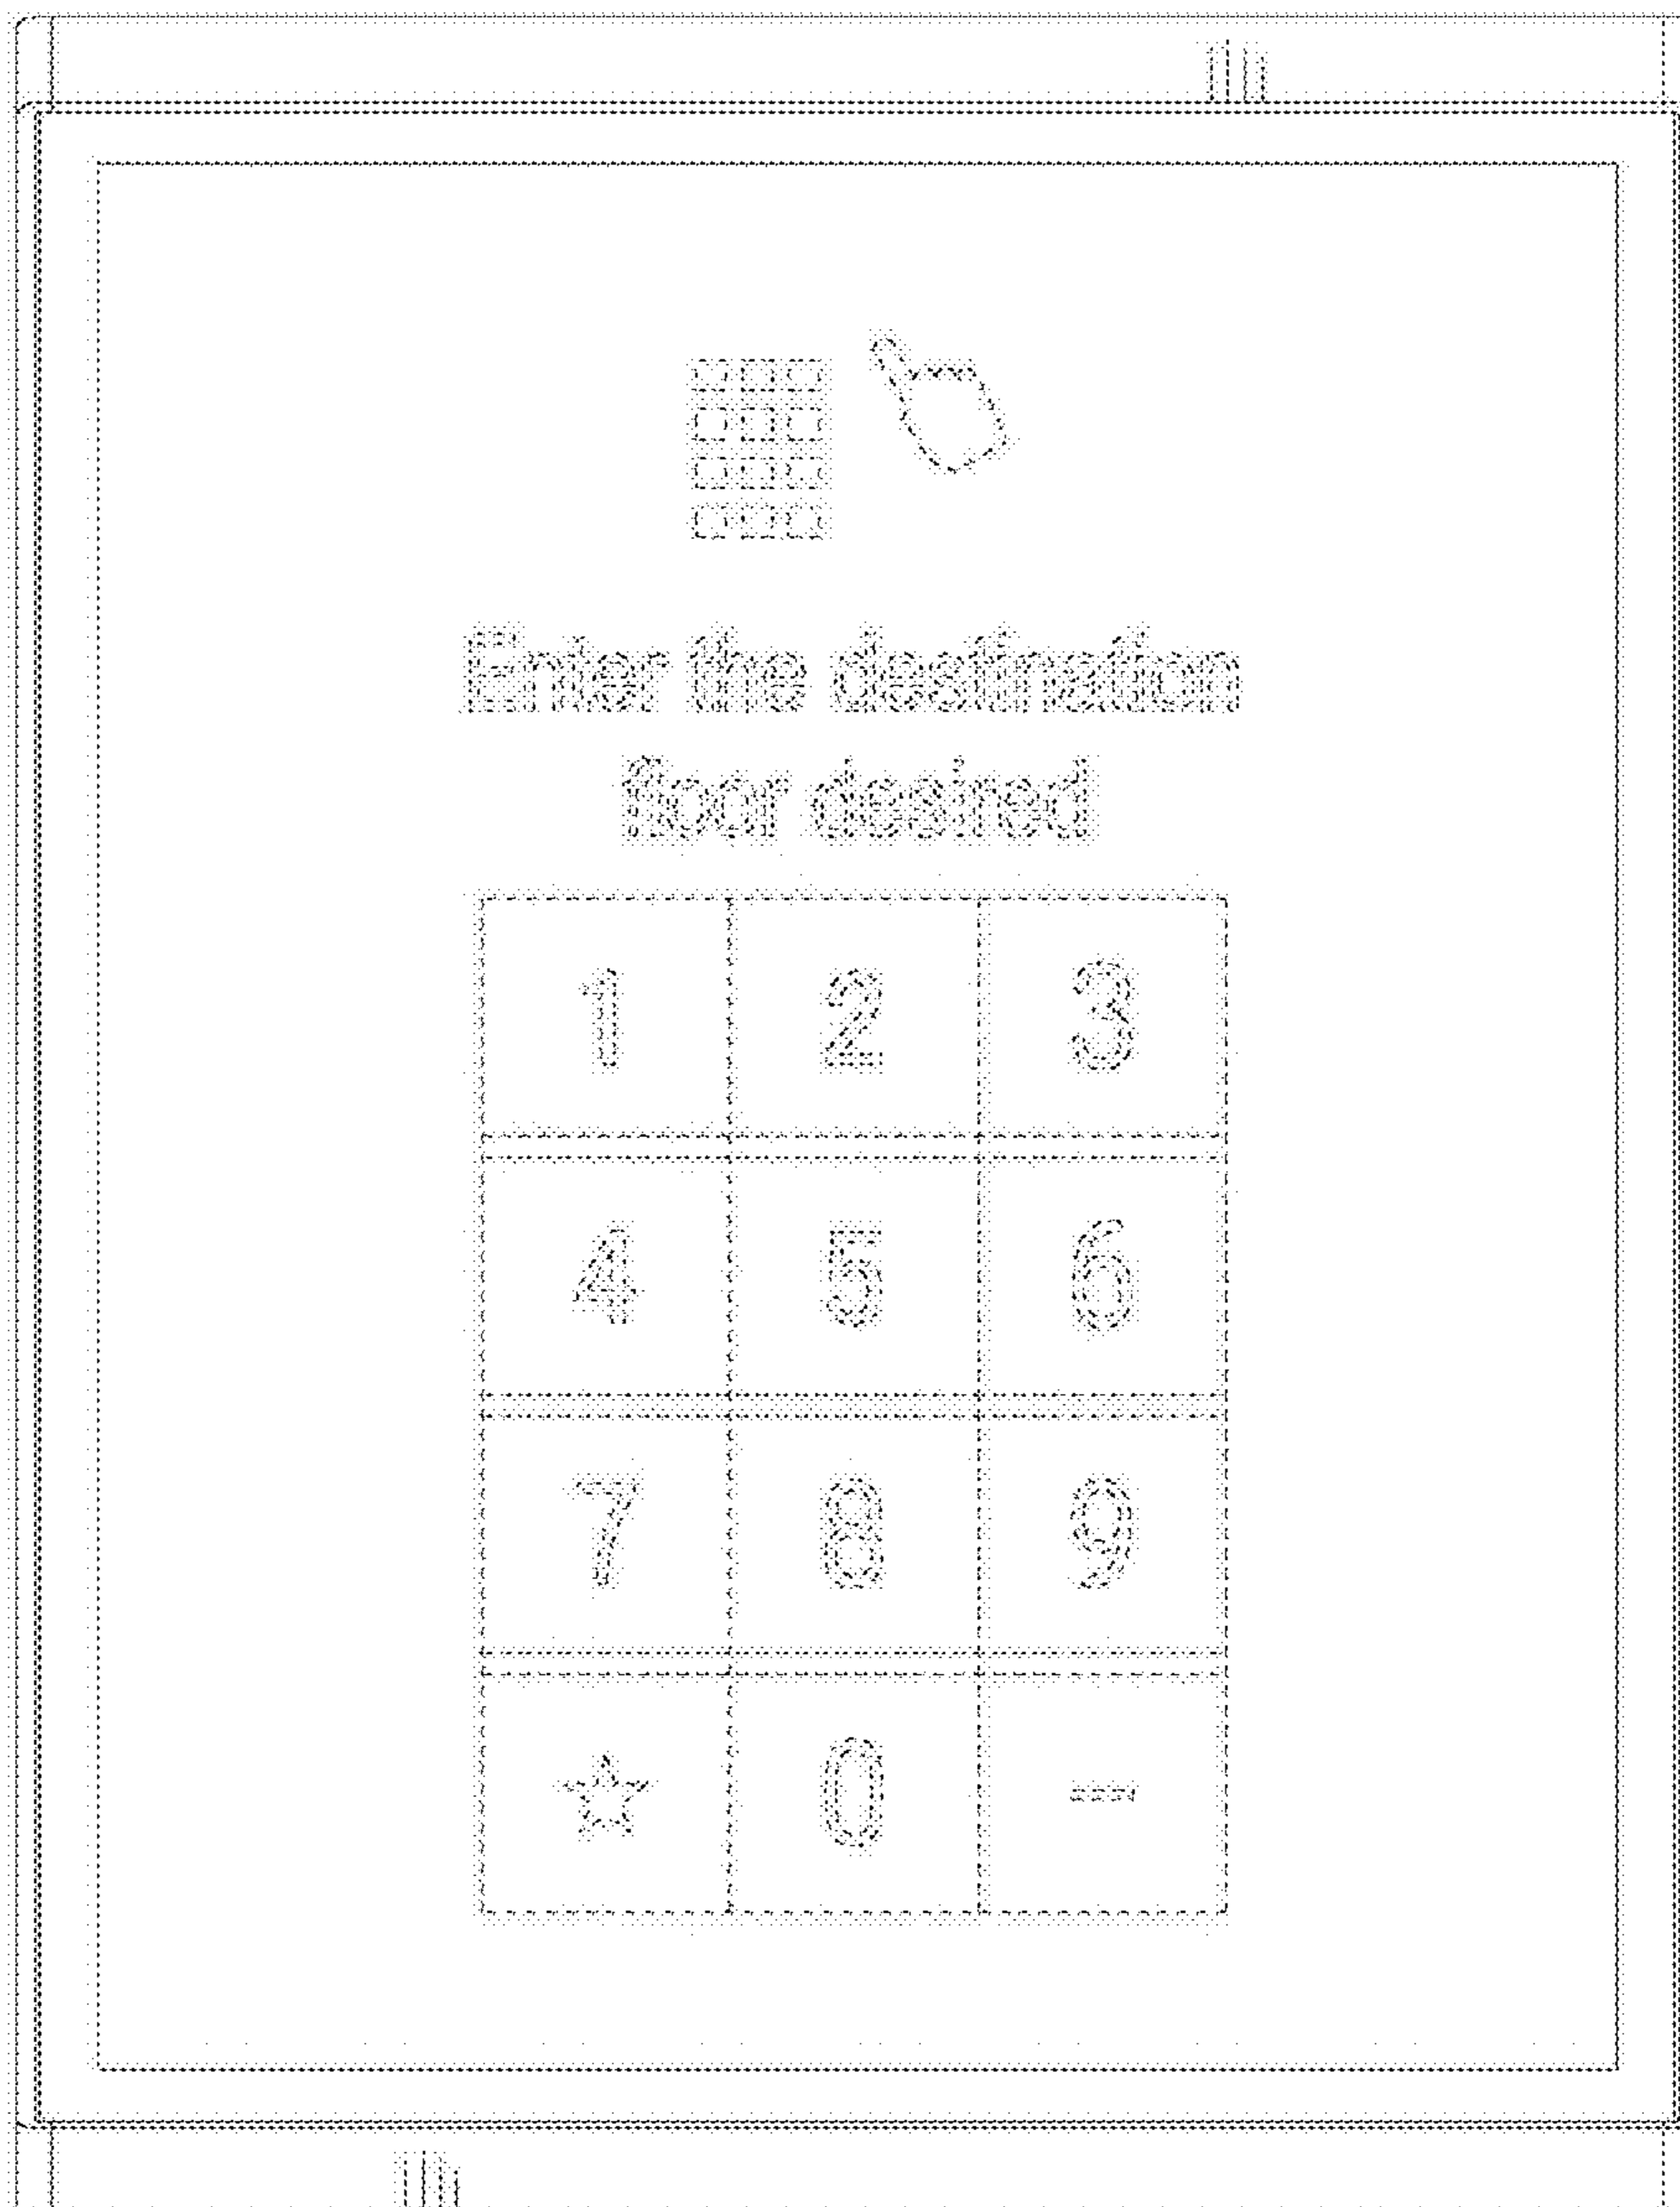 Enter the destination
floor desired
1 2 3
4 5 6
7 8 9
☆ 0 −